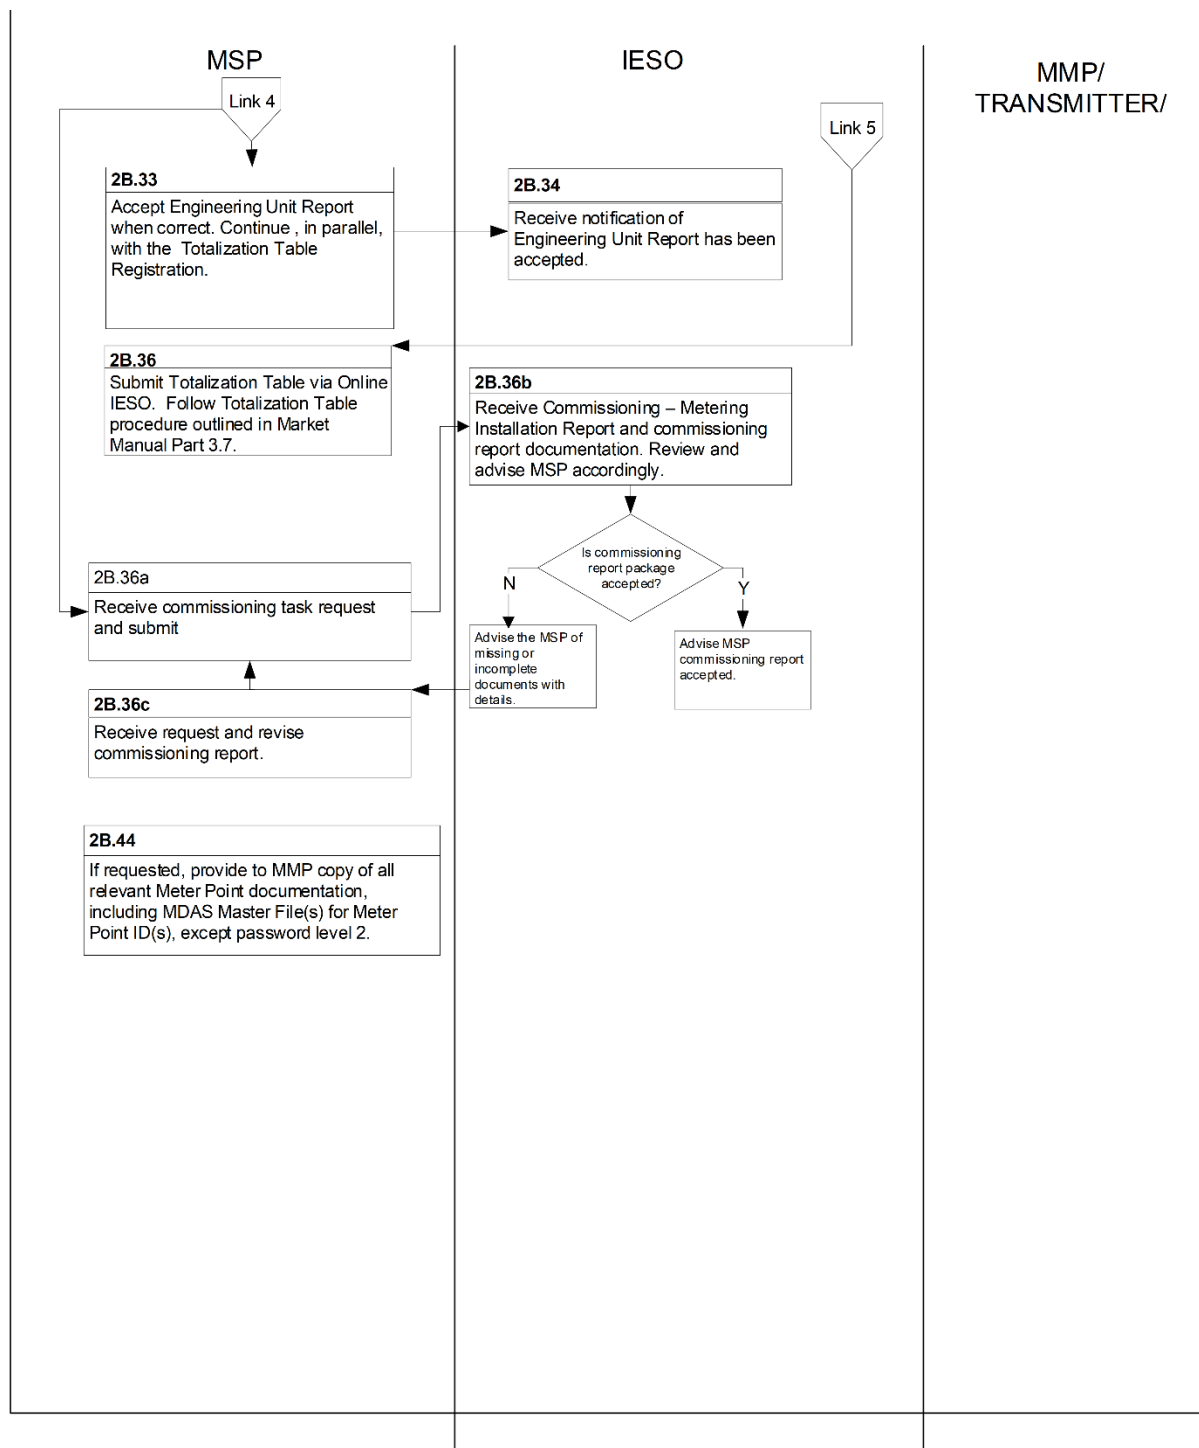 MSP
IESO
MMP/
TRANSMITTER/
Link 4
Link 5
2B.33
Accept Engineering Unit Report
when correct. Continue , in parallel,
with the Totalization Table
Registration.
2B.34
Receive notification of
Engineering Unit Report has been
accepted.
2B.36
Submit Totalization Table via Online
IESO. Follow Totalization Table
procedure outlined in Market
Manual Part 3.7.
2B.36b
Receive Commissioning – Metering
Installation Report and commissioning
report documentation. Review and
advise MSP accordingly.
Is commissioning
report package
accepted?
N
Y
2B.36a
Receive commissioning task request
and submit
Advise the MSP of
missing or
incomplete
documents with
details.
Advise MSP
commissioning report
accepted.
2B.36c
Receive request and revise
commissioning report.
2B.44
If requested, provide to MMP copy of all
relevant Meter Point documentation,
including MDAS Master File(s) for Meter
Point ID(s), except password level 2.